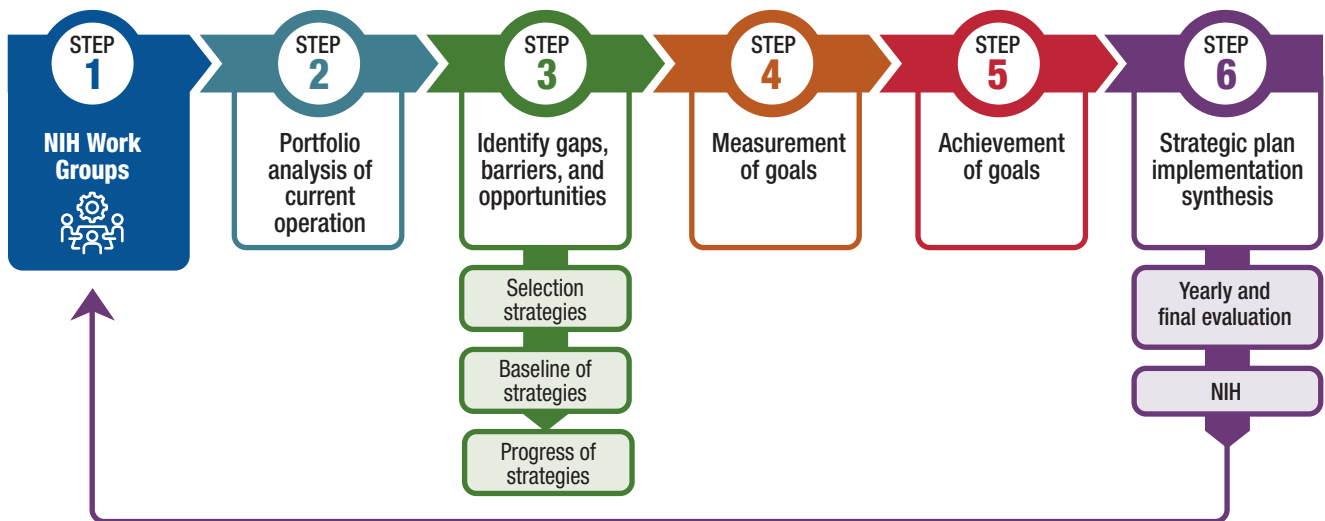 STEP
1
NIH Work
Groups
STEP
2
Portfolio
analysis of
current
operation
STEP
3
Identify gaps,
barriers, and
opportunities
Selection
strategies
Baseline of
strategies
Progress of
strategies
STEP
4
Measurement
of goals
STEP
5
Achievement
of goals
STEP
6
Strategic plan
implementation
synthesis
Yearly and
final evaluation
NIH